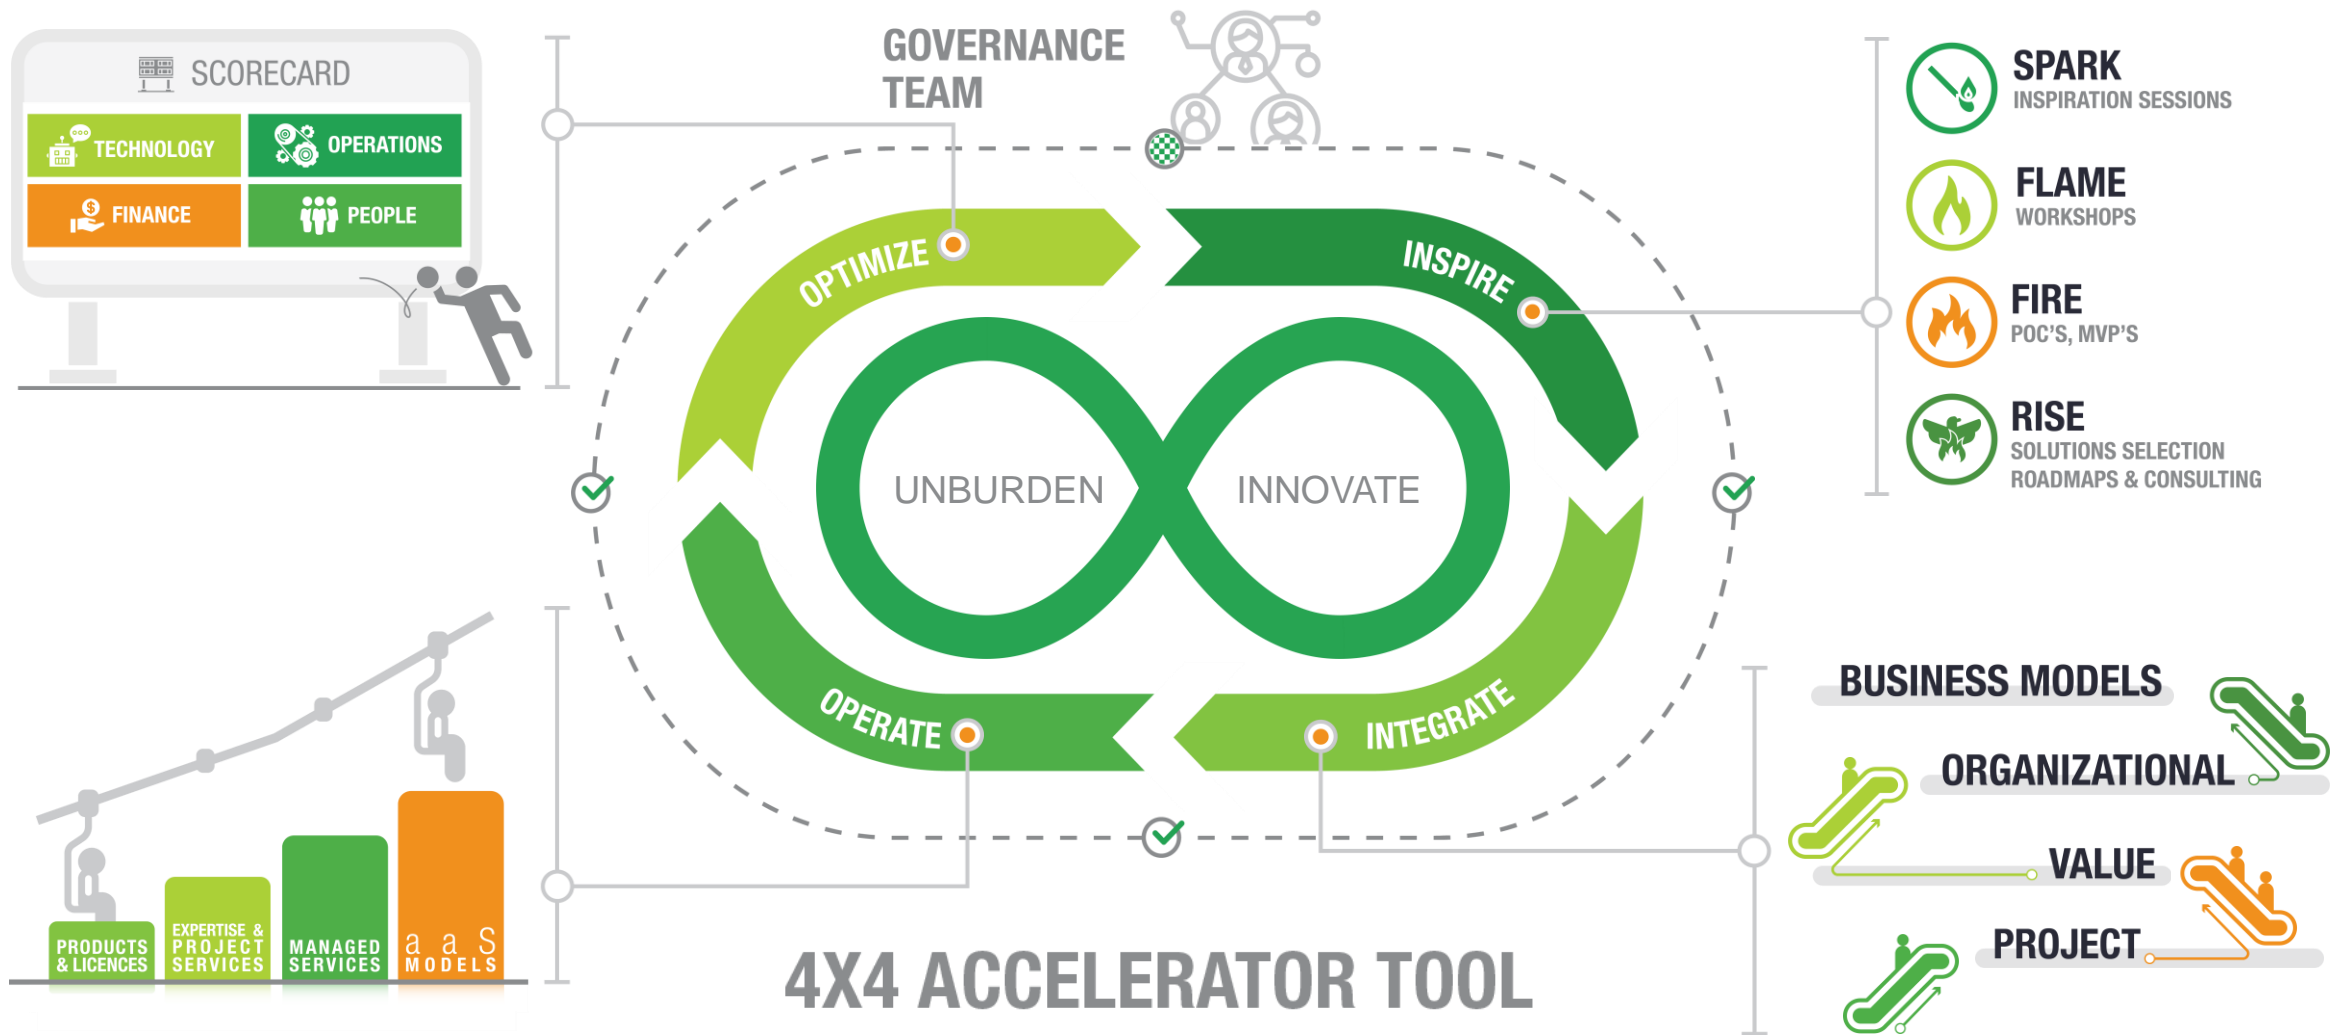 SCORECARD
TECHNOLOGY
OPERATIONS
FINANCE
PEOPLE
GOVERNANCE
TEAM
SPARK
INSPIRATION SESSIONS
FLAME
WORKSHOPS
FIRE
POC'S, MVP'S
RISE
SOLUTIONS SELECTION
ROADMAPS & CONSULTING
OPTIMIZE
INSPIRE
UNBURDEN
INNOVATE
OPERATE
INTEGRATE
PRODUCTS
& LICENCES
EXPERTISE &
PROJECT
SERVICES
MANAGED
SERVICES
aaS
MODELS
BUSINESS MODELS
ORGANIZATIONAL
VALUE
PROJECT
4X4 ACCELERATOR TOOL